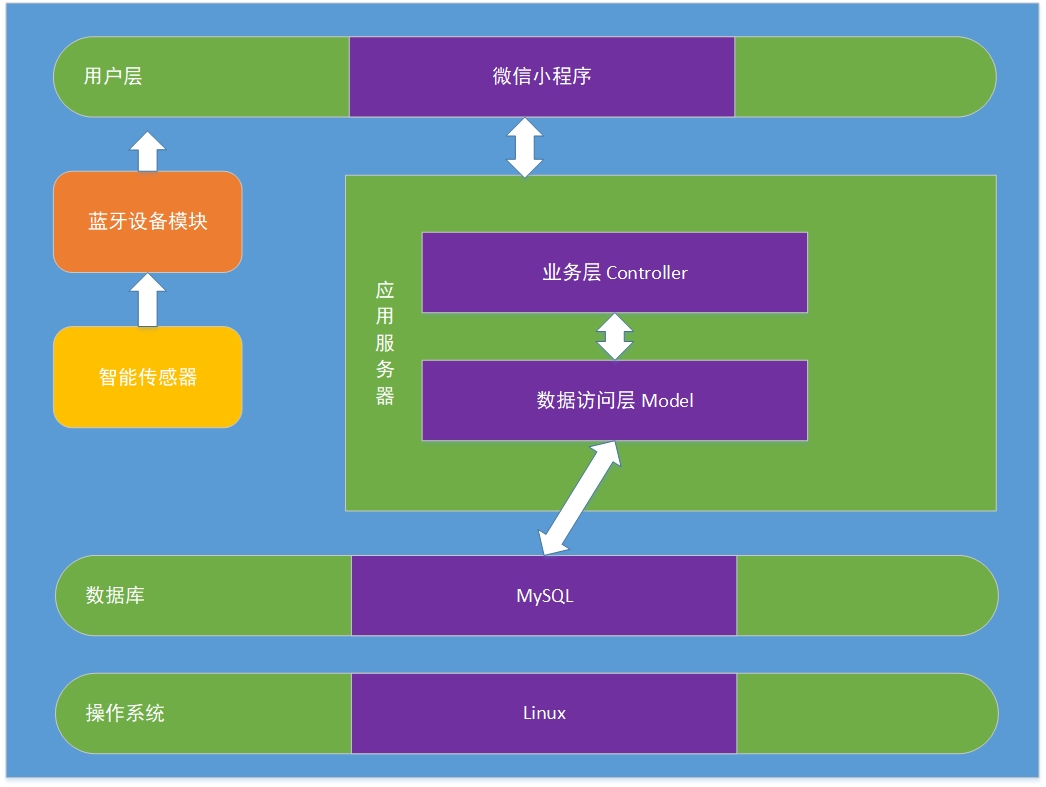 用户层
微信小程序
蓝牙设备模块
智能传感器
应用服务器
业务层 Controller
数据访问层 Model
数据库
MySQL
操作系统
Linux